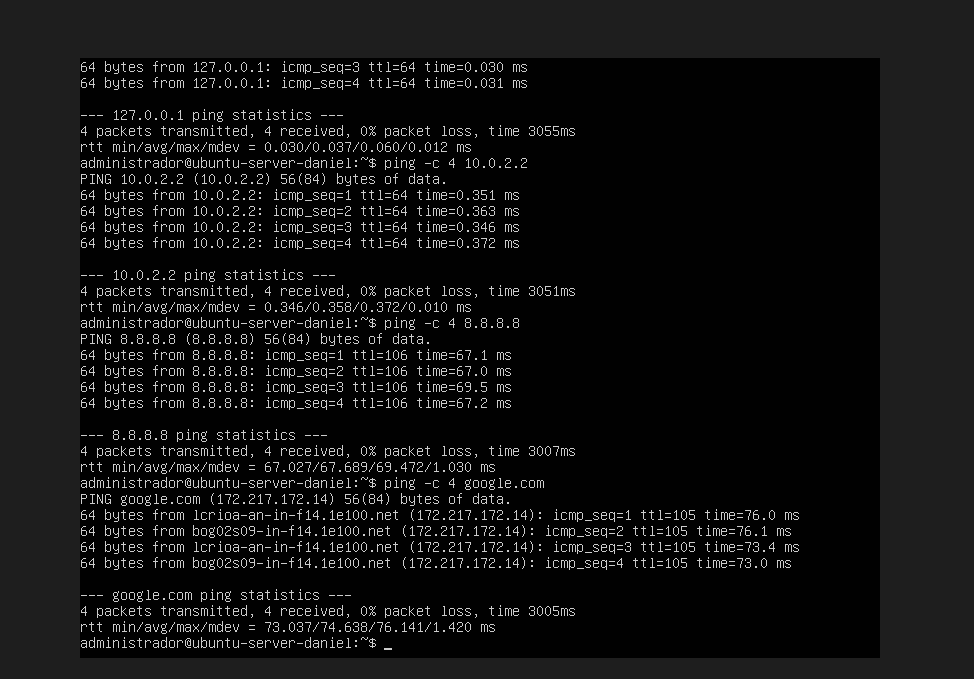 64 bytes from 127.0.0.1: icmp_seq=3 ttl=64 time=0.030 ms
64 bytes from 127.0.0.1: icmp_seq=4 ttl=64 time=0.031 ms
--- 127.0.0.1 ping statistics ---
4 packets transmitted, 4 received, 0% packet loss, time 3055ms
rtt min/avg/max/mdev = 0.030/0.037/0.060/0.012 ms
administrador@ubuntu-server-daniel:~$ ping -c 4 10.0.2.2
PING 10.0.2.2 (10.0.2.2) 56(84) bytes of data.
64 bytes from 10.0.2.2: icmp_seq=1 ttl=64 time=0.351 ms
64 bytes from 10.0.2.2: icmp_seq=2 ttl=64 time=0.363 ms
64 bytes from 10.0.2.2: icmp_seq=3 ttl=64 time=0.346 ms
64 bytes from 10.0.2.2: icmp_seq=4 ttl=64 time=0.372 ms
--- 10.0.2.2 ping statistics ---
4 packets transmitted, 4 received, 0% packet loss, time 3051ms
rtt min/avg/max/mdev = 0.346/0.358/0.372/0.010 ms
administrador@ubuntu-server-daniel:~$ ping -c 4 8.8.8.8
PING 8.8.8.8 (8.8.8.8) 56(84) bytes of data.
64 bytes from 8.8.8.8: icmp_seq=1 ttl=106 time=67.1 ms
64 bytes from 8.8.8.8: icmp_seq=2 ttl=106 time=67.0 ms
64 bytes from 8.8.8.8: icmp_seq=3 ttl=106 time=69.5 ms
64 bytes from 8.8.8.8: icmp_seq=4 ttl=106 time=67.2 ms
--- 8.8.8.8 ping statistics ---
4 packets transmitted, 4 received, 0% packet loss, time 3007ms
rtt min/avg/max/mdev = 67.027/67.689/69.472/1.030 ms
administrador@ubuntu-server-daniel:~$ ping -c 4 google.com
PING google.com (172.217.172.14) 56(84) bytes of data.
64 bytes from lcrioa-an-in-f14.1e100.net (172.217.172.14): icmp_seq=1 ttl=105 time=76.0 ms
64 bytes from bog02s09-in-f14.1e100.net (172.217.172.14): icmp_seq=2 ttl=105 time=76.1 ms
64 bytes from lcrioa-an-in-f14.1e100.net (172.217.172.14): icmp_seq=3 ttl=105 time=73.4 ms
64 bytes from bog02s09-in-f14.1e100.net (172.217.172.14): icmp_seq=4 ttl=105 time=73.0 ms
--- google.com ping statistics ---
4 packets transmitted, 4 received, 0% packet loss, time 3005ms
rtt min/avg/max/mdev = 73.037/74.638/76.141/1.420 ms
administrador@ubuntu-server-daniel:~$ _